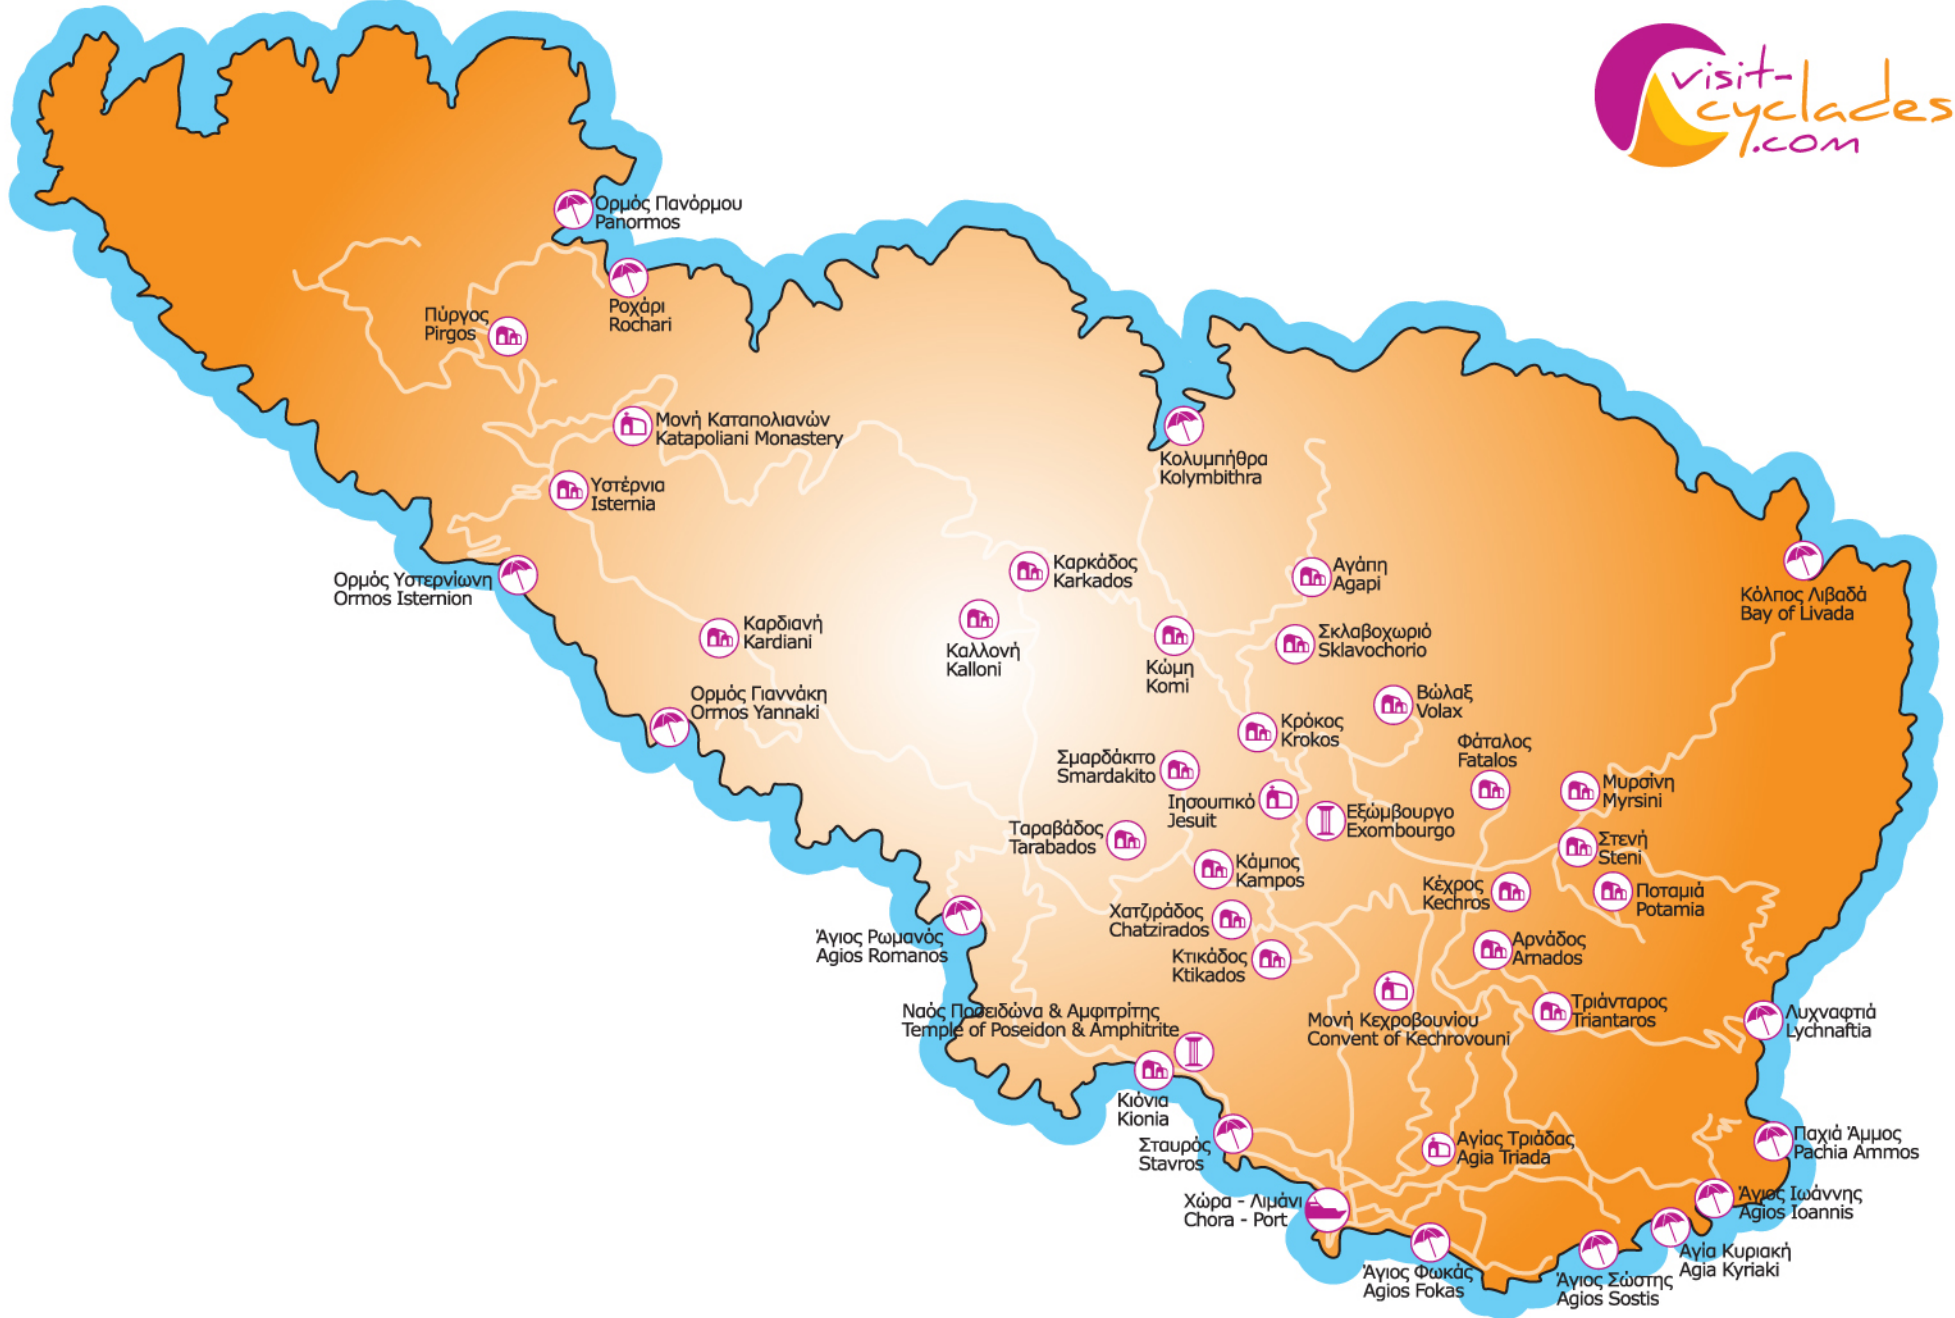 visit-
cyclades
.com
Ορμός Πανόρμου
Panormos
Ροχάρι
Rochari
Πύργος
Pirgos
Μονή Καταπολιανών
Katapoliani Monastery
Υστέρνια
Isternia
Κολυμπήθρα
Kolymbithra
Ορμός Υστερνίωνη
Ormos Isternion
Καρκάδος
Karkados
Αγάπη
Agapi
Κόλπος Λιβαδά
Bay of Livada
Καρδιανή
Kardiani
Καλλονή
Kalloni
Κώμη
Komi
Σκλαβοχωριό
Sklavochorio
Ορμός Γιαννάκη
Ormos Yannaki
Βώλαξ
Volax
Κρόκος
Krokos
Φάταλος
Fatalos
Σμαρδάκιτο
Smardakito
Μυρσίνη
Myrsini
Ιησουιτικό
Jesuit
Εξώμβουργο
Exombourgo
Ταραβάδος
Tarabados
Στενή
Steni
Κάμπος
Kampos
Κέχρος
Kechros
Ποταμιά
Potamia
Χατζιράδος
Chatzirados
Άγιος Ρωμανός
Agios Romanos
Αρνάδος
Arnados
Κτικάδος
Ktikados
Ναός Ποσειδώνα & Αμφιτρίτης
Temple of Poseidon & Amphitrite
Μονή Κεχροβουνίου
Convent of Kechrovouni
Τριάνταρος
Triantaros
Λυχναφτιά
Lychnaftia
Κιόνια
Kionia
Σταυρός
Stavros
Αγίας Τριάδας
Agia Triada
Παχιά Άμμος
Pachia Ammos
Χώρα - Λιμάνι
Chora - Port
Άγιος Ιωάννης
Agios Ioannis
Αγία Κυριακή
Agia Kyriaki
Άγιος Φωκάς
Agios Fokas
Άγιος Σώστης
Agios Sostis